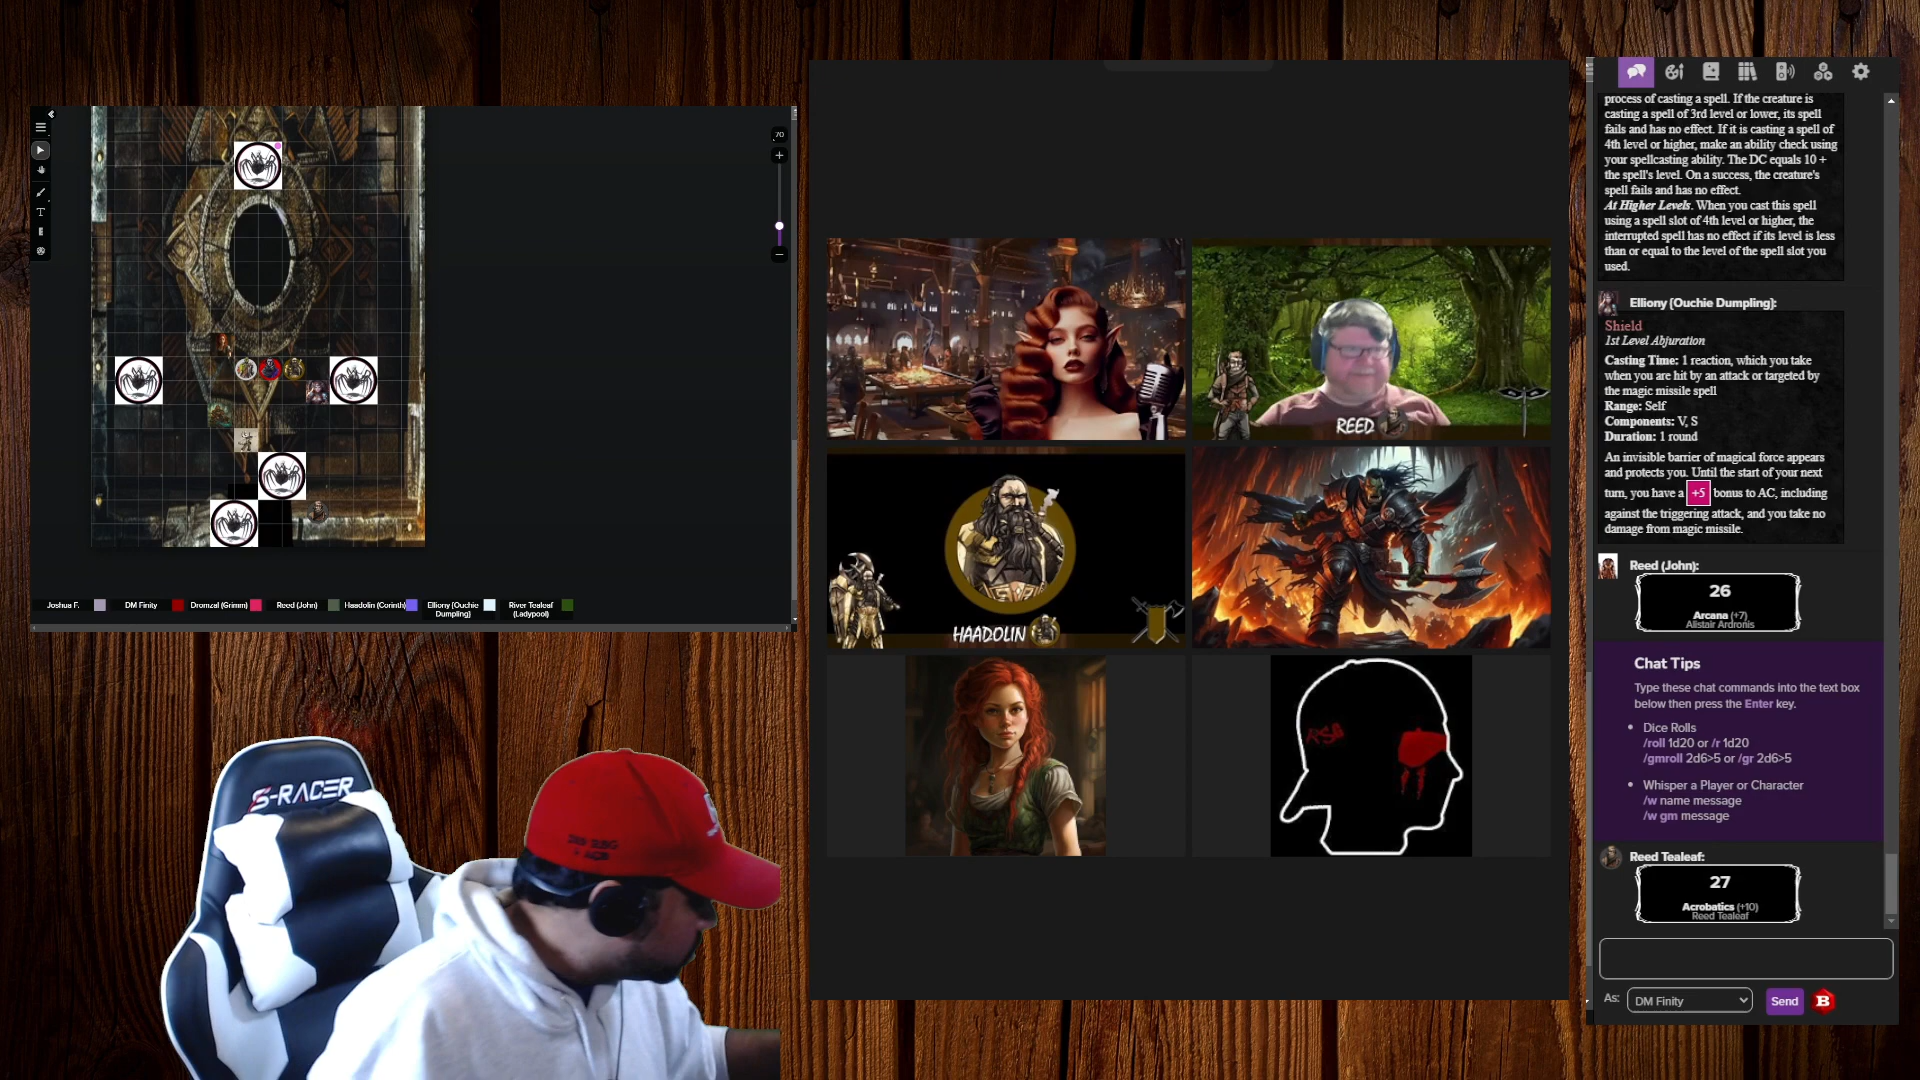 70
T
Joshua F.
DM Finity
Dromzal (Grimm)
Reed (John)
Haadolin (Corinth)
Elliony (Ouchie
Dumpling)
River Tealeaf
(Ladypool)
REED
HAADOLIN
RSG
S-RACER
process of casting a spell. If the creature is
casting a spell of 3rd level or lower, its spell
fails and has no effect. If it is casting a spell of
4th level or higher, make an ability check using
your spellcasting ability. The DC equals 10 +
the spell's level. On a success, the creature's
spell fails and has no effect.
At Higher Levels. When you cast this spell
using a spell slot of 4th level or higher, the
interrupted spell has no effect if its level is less
than or equal to the level of the spell slot you
used.
Elliony (Ouchie Dumpling):
Shield
1st Level Abjuration
Casting Time: 1 reaction, which you take
when you are hit by an attack or targeted by
the magic missile spell
Range: Self
Components: V, S
Duration: 1 round
An invisible barrier of magical force appears
and protects you. Until the start of your next
turn, you have a +5 bonus to AC, including
against the triggering attack, and you take no
damage from magic missile.
Reed (John):
26
Arcana (+7)
Alistair Ardronis
Chat Tips
Type these chat commands into the text box
below then press the Enter key.
• Dice Rolls
/roll 1d20 or /r 1d20
/gmroll 2d6>5 or /gr 2d6>5
• Whisper a Player or Character
/w name message
/w gm message
Reed Tealeaf:
27
Acrobatics (+10)
Reed Tealeaf
As:
DM Finity
Send
B